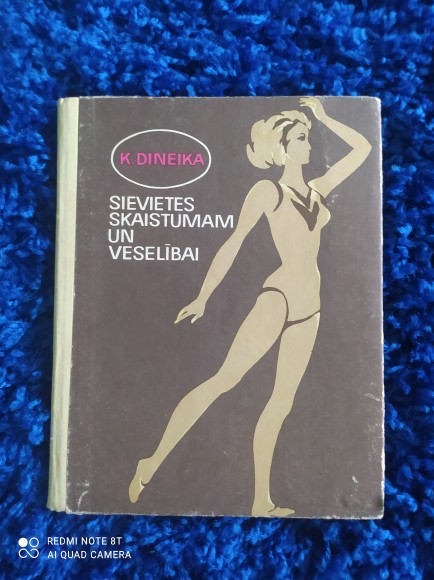 K. DINEIKA
SIEVIETES
SKAISTUMAM
UN
VESELĪBAI
REDMI NOTE 8T
AI QUAD CAMERA